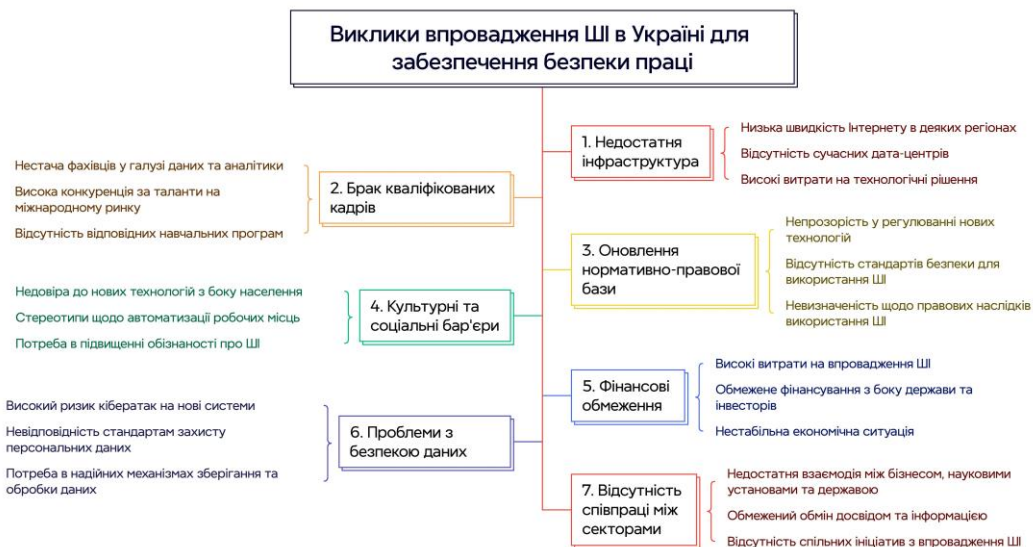 Виклики впровадження ШІ в Україні для
забезпечення безпеки праці
1. Недостатня
інфраструктура
Низька швидкість Інтернету в деяких регіонах
Відсутність сучасних дата-центрів
Високі витрати на технологічні рішення
2. Брак кваліфікованих
кадрів
Нестача фахівців у галузі даних та аналітики
Висока конкуренція за таланти на
міжнародному ринку
Відсутність відповідних навчальних програм
3. Оновлення
нормативно-правової
бази
Непрозорість у регулюванні нових
технологій
Відсутність стандартів безпеки для
використання ШІ
Невизначеність щодо правових наслідків
використання ШІ
4. Культурні та
соціальні бар'єри
Недовіра до нових технологій з боку населення
Стереотипи щодо автоматизації робочих місць
Потреба в підвищенні обізнаності про ШІ
5. Фінансові
обмеження
Високі витрати на впровадження ШІ
Обмежене фінансування з боку держави та
інвесторів
Нестабільна економічна ситуація
6. Проблеми з
безпекою даних
Високий ризик кібератак на нові системи
Невідповідність стандартам захисту
персональних даних
Потреба в надійних механізмах зберігання та
обробки даних
7. Відсутність
співпраці між
секторами
Недостатня взаємодія між бізнесом, науковими
установами та державою
Обмежений обмін досвідом та інформацією
Відсутність спільних ініціатив з впровадження ШІ